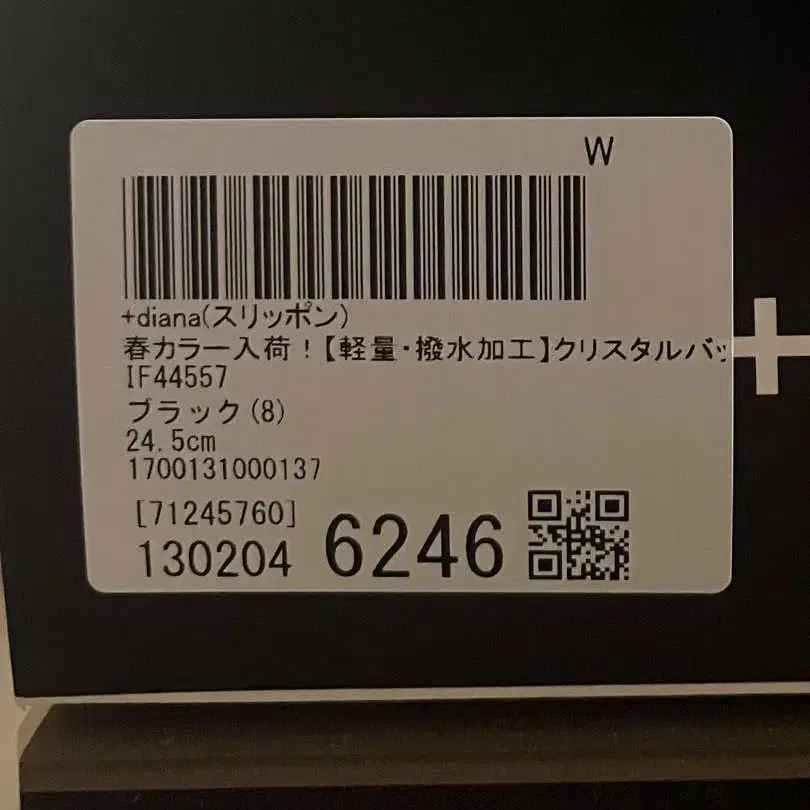 W
+diana(スリッポン)
春カラー入荷！【軽量・撥水加工】クリスタルバッ
IF44557
ブラック(8)
24.5cm
1700131000137
[71245760]
130204 6246